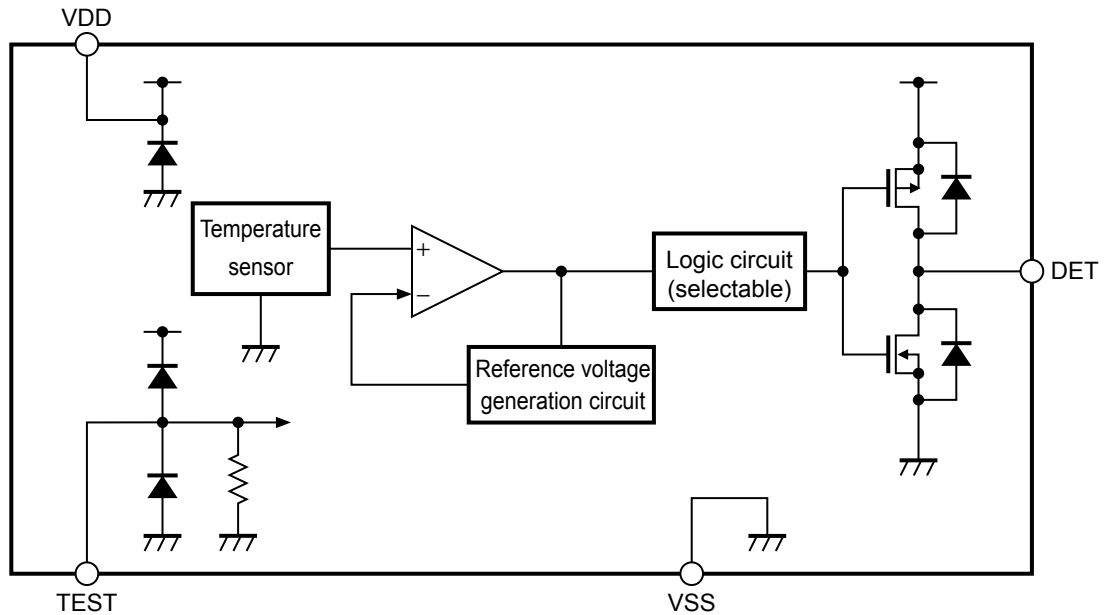 VDD
Temperature
sensor
+
−
Logic circuit
(selectable)
DET
Reference voltage
generation circuit
TEST
VSS